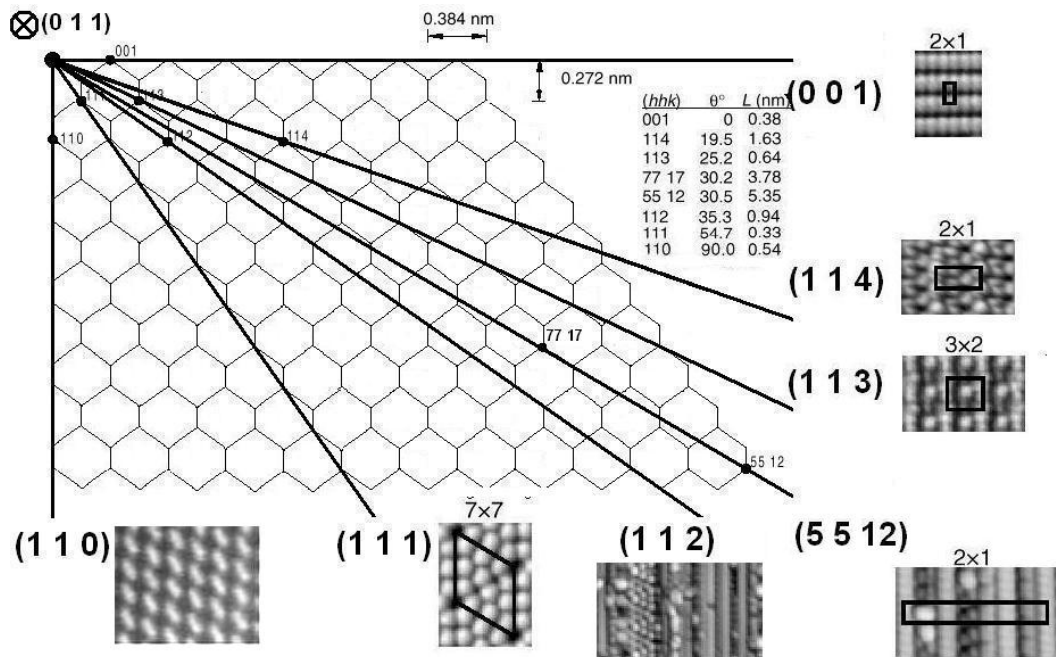 (0 1 1)
001
0.384 nm
0.272 nm
2×1
(0 0 1)
111
113
110
112
114
(hhk) θ° L (nm)
001 0 0.38
114 19.5 1.63
113 25.2 0.64
77 17 30.2 3.78
55 12 30.5 5.35
112 35.3 0.94
111 54.7 0.33
110 90.0 0.54
2×1
(1 1 4)
77 17
3×2
(1 1 3)
55 12
7×7
(1 1 0)
(1 1 1)
(1 1 2)
(5 5 12)
2×1